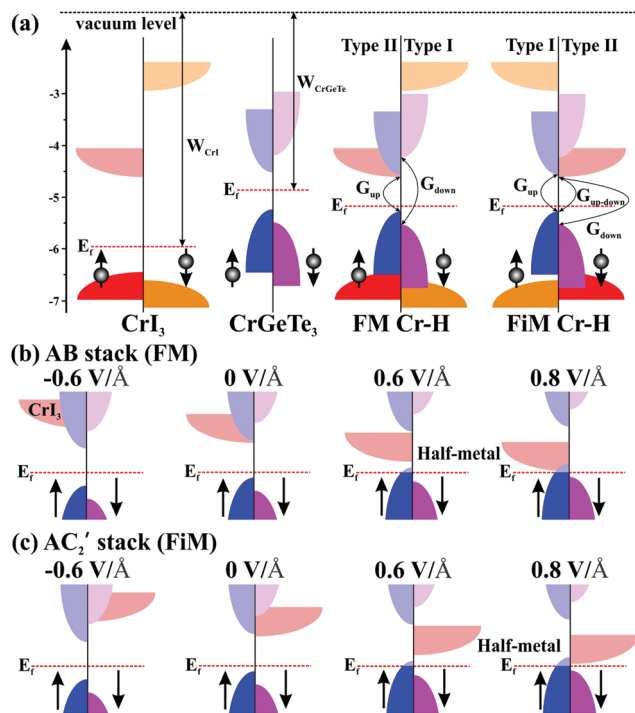 (a)
vacuum level
Type II Type I
Type I Type II
W_CrGeTe
-3
W_CrI
-4
G_down
G_up
G_up
G_up-down
-5
E_f
E_f
E_f
G_down
E_f
-6
-7
CrI₃
CrGeTe₃
FM Cr-H
FiM Cr-H
(b) AB stack (FM)
-0.6 V/Å
0 V/Å
0.6 V/Å
0.8 V/Å
CrI₃
Half-metal
E_f
E_f
E_f
E_f
(c) AC₂′ stack (FiM)
-0.6 V/Å
0 V/Å
0.6 V/Å
0.8 V/Å
Half-metal
E_f
E_f
E_f
E_f